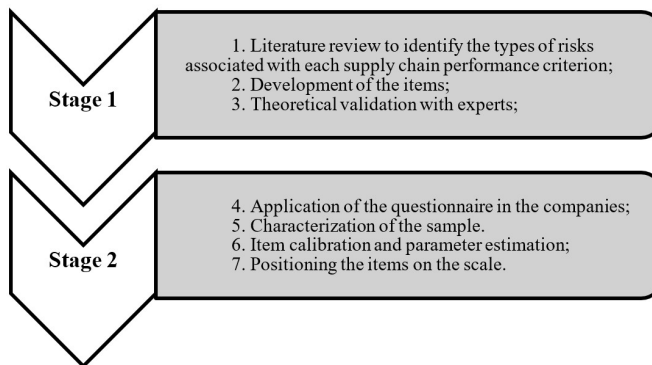 Stage 1
1. Literature review to identify the types of risks
associated with each supply chain performance criterion;
2. Development of the items;
3. Theoretical validation with experts;
Stage 2
4. Application of the questionnaire in the companies;
5. Characterization of the sample.
6. Item calibration and parameter estimation;
7. Positioning the items on the scale.